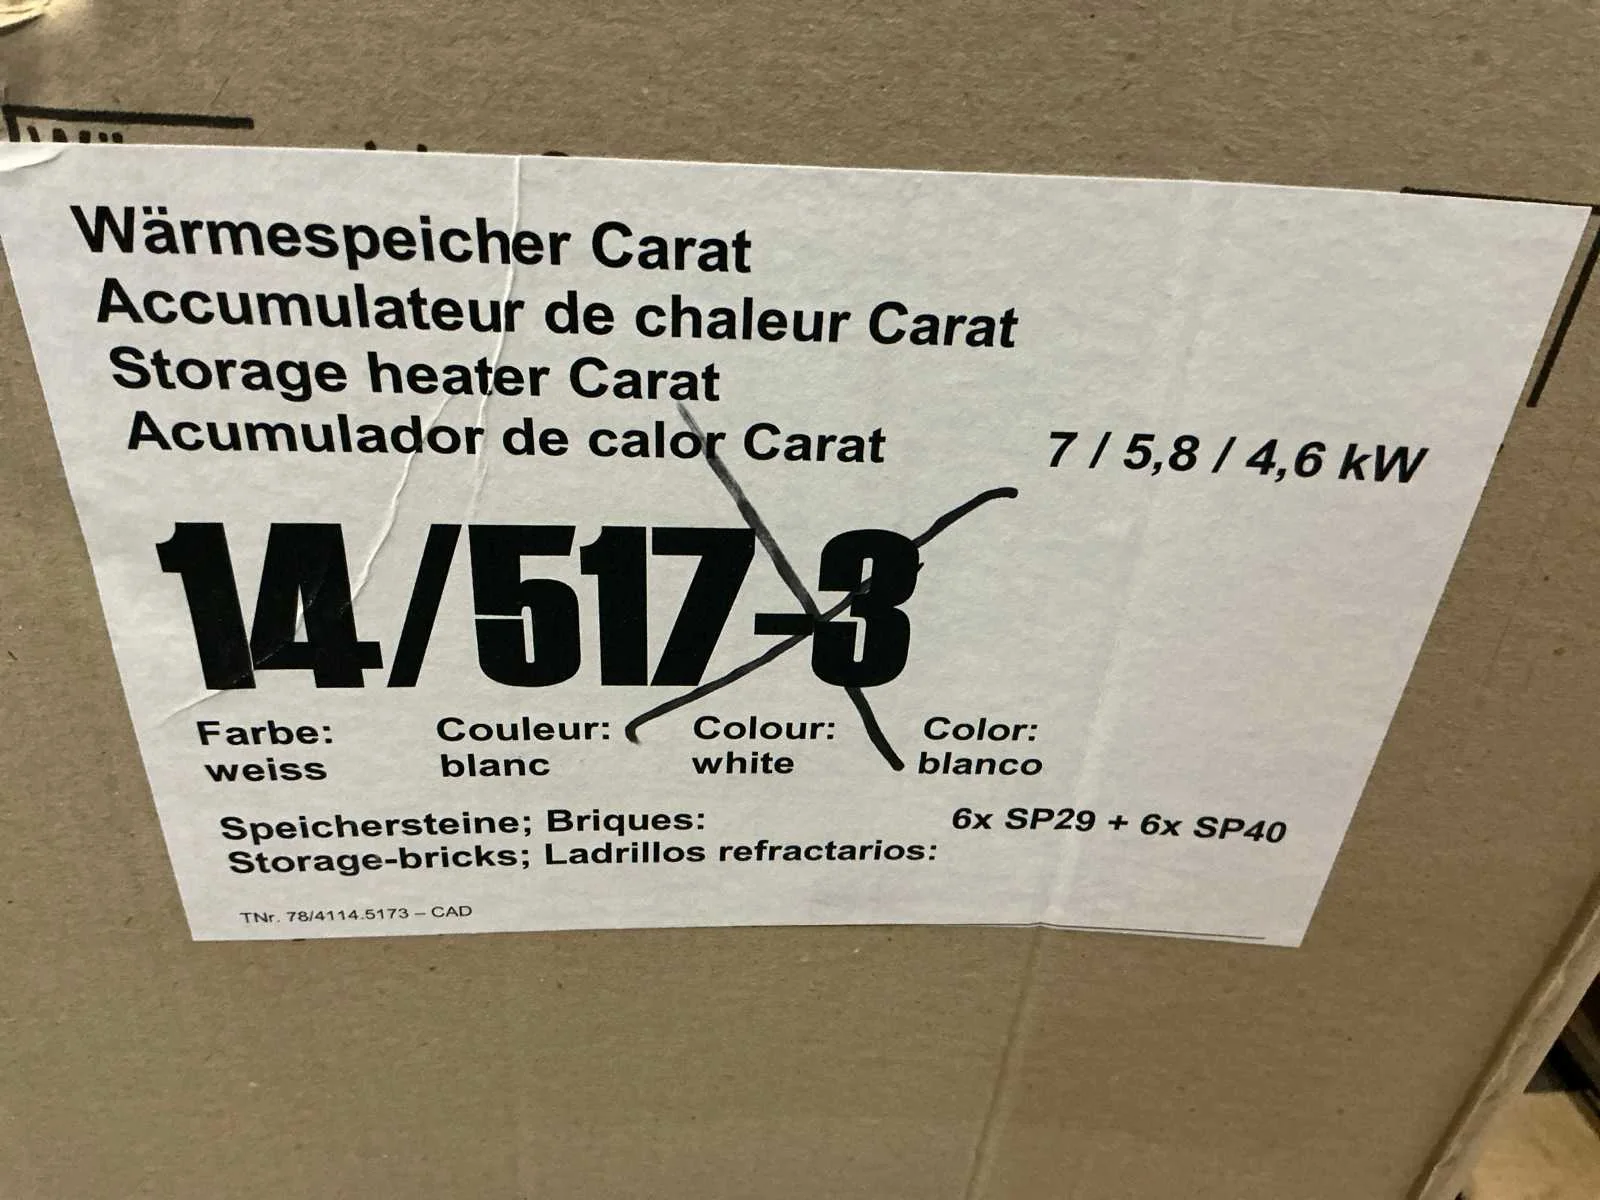 Wärmespeicher Carat
Accumulateur de chaleur Carat
Storage heater Carat
Acumulador de calor Carat 7 / 5,8 / 4,6 kW
14/517-3
Farbe: Couleur: Colour: Color:
weiss blanc white blanco
Speichersteine; Briques: 6x SP29 + 6x SP40
Storage-bricks; Ladrillos refractarios:
TNr. 78/4114.5173 – CAD